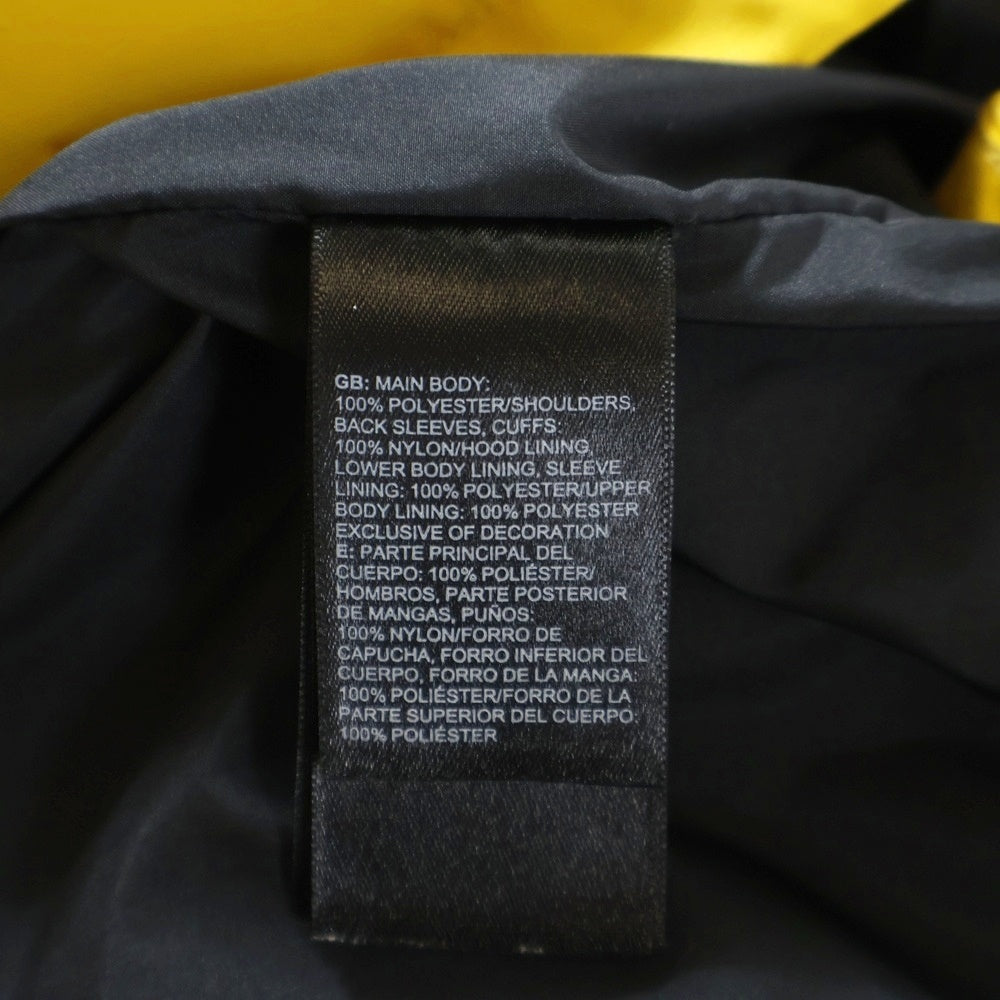 GB: MAIN BODY:
100% POLYESTER/SHOULDERS,
BACK SLEEVES, CUFFS:
100% NYLON/HOOD LINING,
LOWER BODY LINING, SLEEVE
LINING: 100% POLYESTER/UPPER
BODY LINING: 100% POLYESTER
EXCLUSIVE OF DECORATION
E: PARTE PRINCIPAL DEL
CUERPO: 100% POLIÉSTER/
HOMBROS, PARTE POSTERIOR
DE MANGAS, PUÑOS:
100% NYLON/FORRO DE
CAPUCHA, FORRO INFERIOR DEL
CUERPO, FORRO DE LA MANGA:
100% POLIÉSTER/FORRO DE LA
PARTE SUPERIOR DEL CUERPO:
100% POLIÉSTER